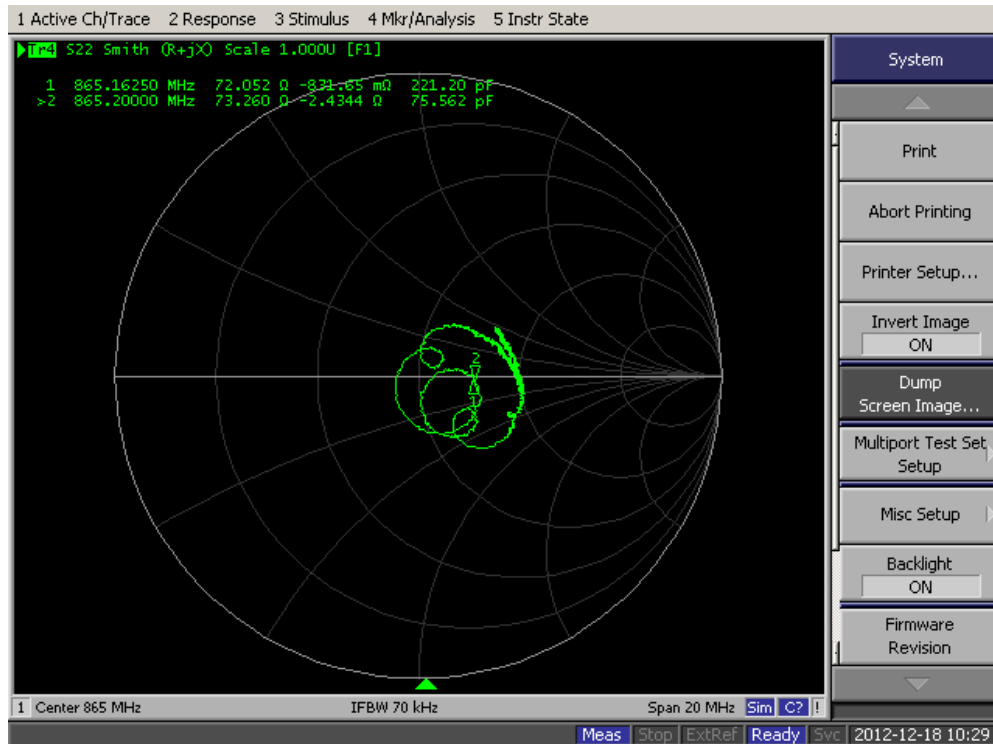 1 Active Ch/Trace 2 Response 3 Stimulus 4 Mkr/Analysis 5 Instr State
Tr4 S22 Smith (R+jX) Scale 1.000U [F1]
1 865.16250 MHz 72.052 Ω -831.65 mΩ 221.20 pF
>2 865.20000 MHz 73.260 Ω -2.4344 Ω 75.562 pF
2
1
System
Print
Abort Printing
Printer Setup...
Invert Image
ON
Dump
Screen Image...
Multiport Test Set
Setup
Misc Setup
Backlight
ON
Firmware
Revision
1 Center 865 MHz IFBW 70 kHz Span 20 MHz Sim C? !
Meas Stop ExtRef Ready Svc 2012-12-18 10:29